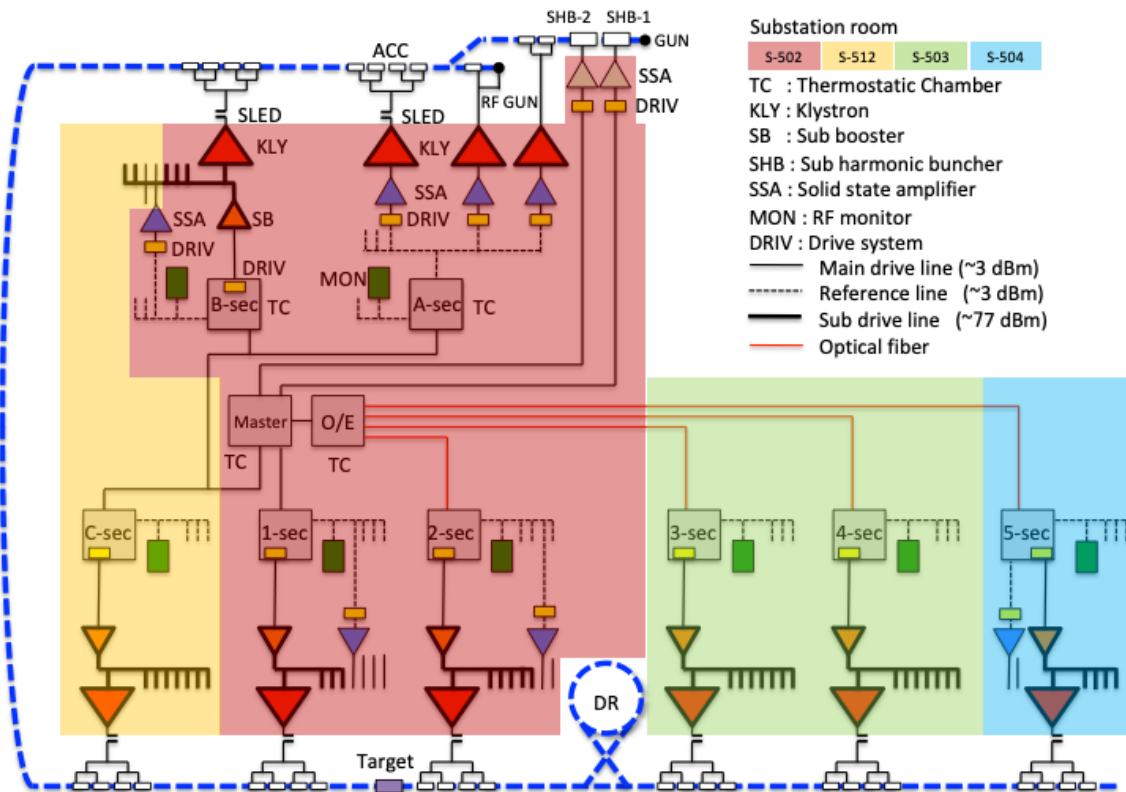 SHB-2 SHB-1
GUN
ACC
SSA
RF GUN
DRIV
SLED SLED
KLY KLY
SSA SB SSA
DRIV DRIV
DRIV MON
B-sec TC A-sec TC
Master O/E
TC TC
C-sec 1-sec 2-sec 3-sec 4-sec 5-sec
DR
Target
Substation room
S-502 S-512 S-503 S-504
TC : Thermostatic Chamber
KLY : Klystron
SB : Sub booster
SHB : Sub harmonic buncher
SSA : Solid state amplifier
MON : RF monitor
DRIV : Drive system
Main drive line (~3 dBm)
Reference line (~3 dBm)
Sub drive line (~77 dBm)
Optical fiber